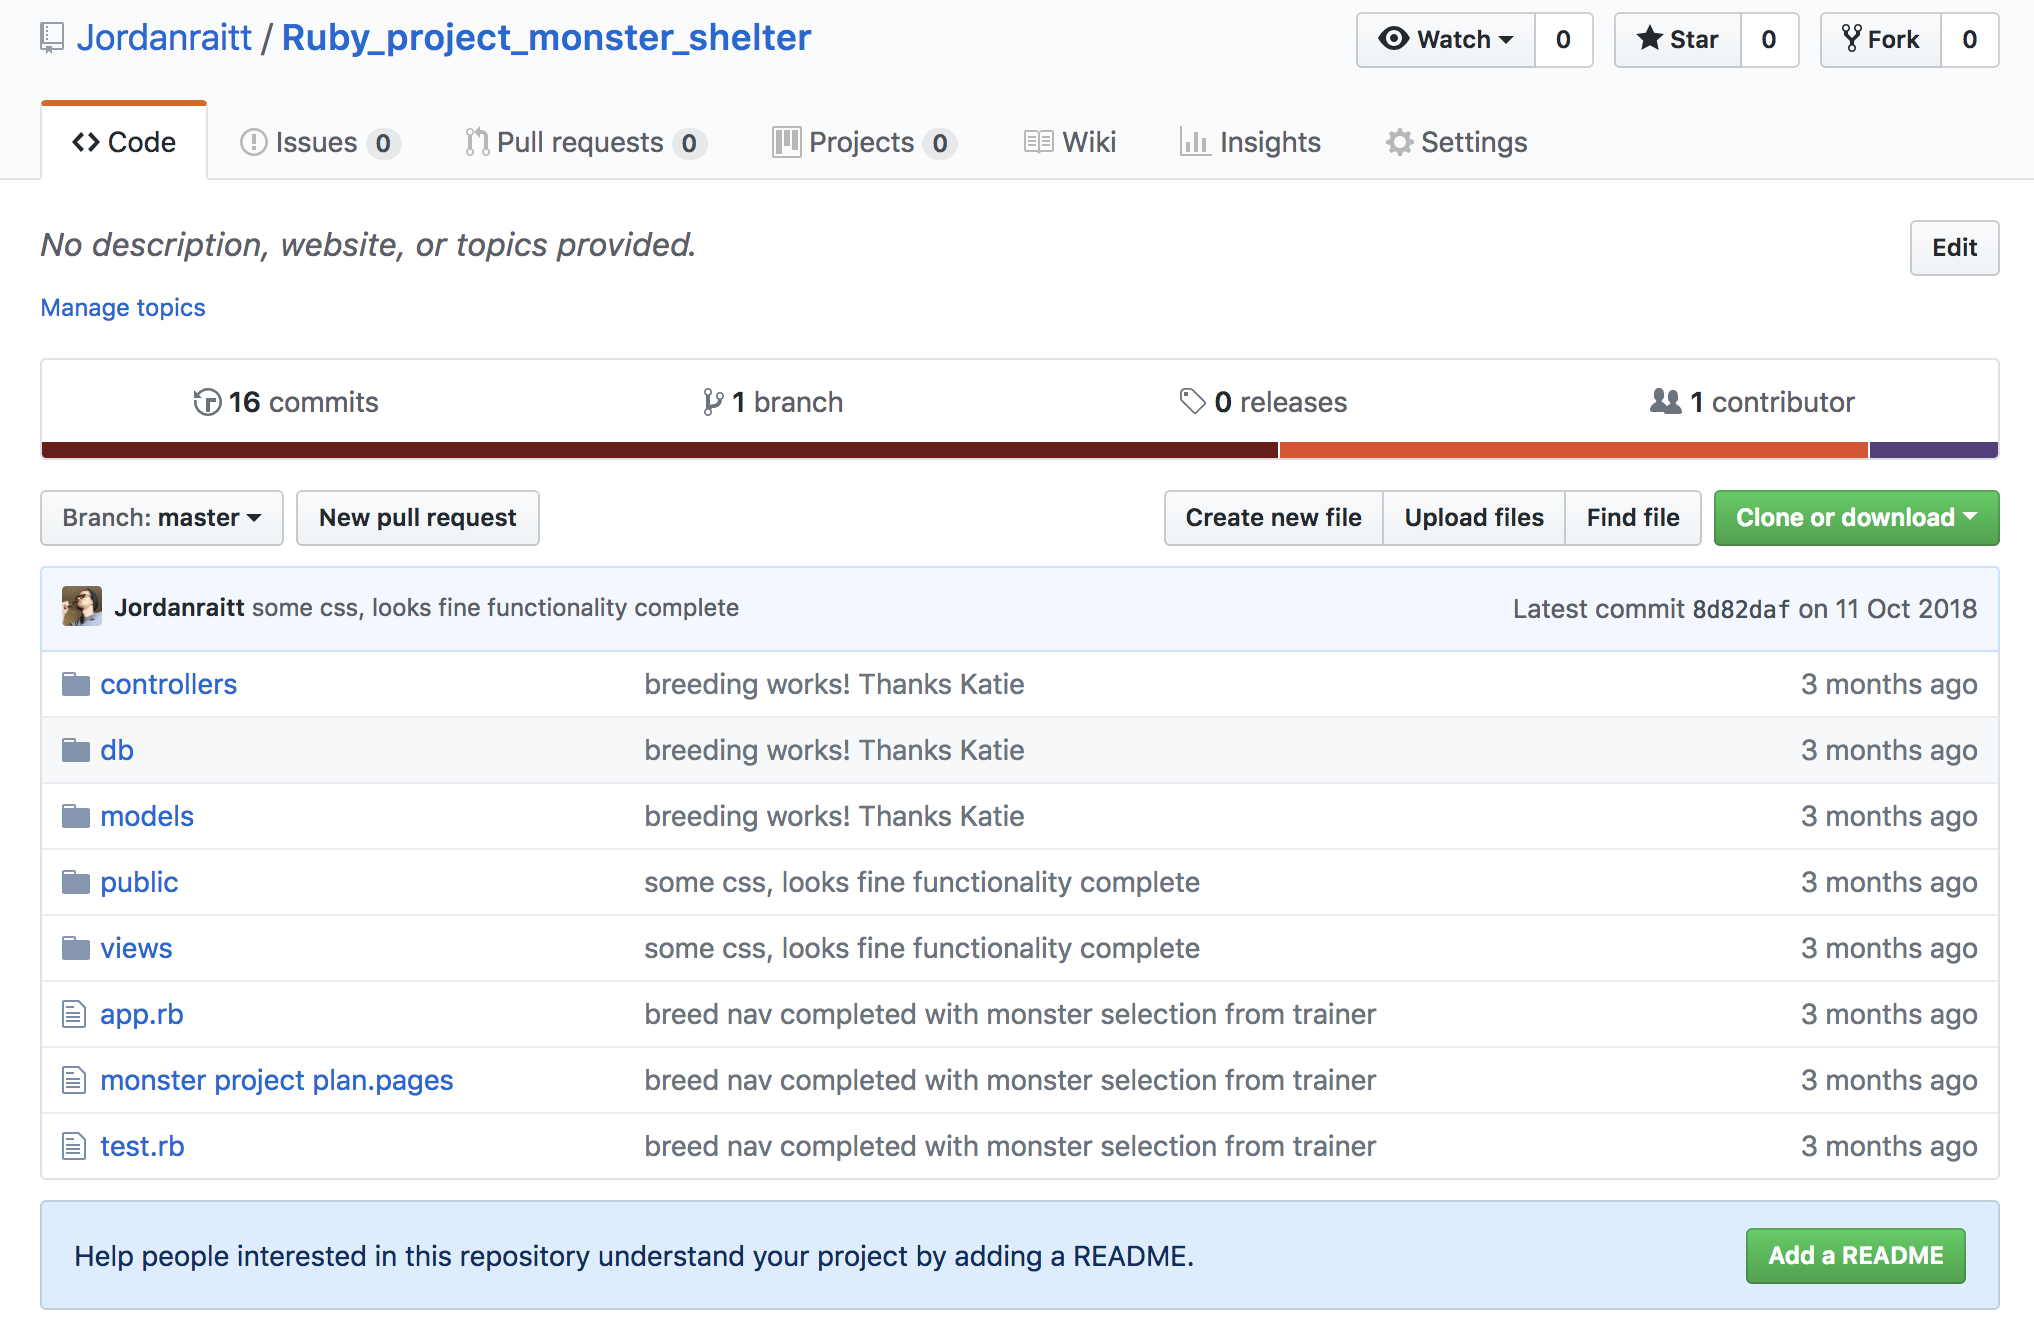 Jordanraitt / Ruby_project_monster_shelter Watch 0 Star 0 Fork 0
Code Issues 0 Pull requests 0 Projects 0 Wiki Insights Settings
No description, website, or topics provided. Edit
Manage topics
16 commits 1 branch 0 releases 1 contributor
Branch: master New pull request Create new file Upload files Find file Clone or download
Jordanraitt some css, looks fine functionality complete Latest commit 8d82daf on 11 Oct 2018
controllers breeding works! Thanks Katie 3 months ago
db breeding works! Thanks Katie 3 months ago
models breeding works! Thanks Katie 3 months ago
public some css, looks fine functionality complete 3 months ago
views some css, looks fine functionality complete 3 months ago
app.rb breed nav completed with monster selection from trainer 3 months ago
monster project plan.pages breed nav completed with monster selection from trainer 3 months ago
test.rb breed nav completed with monster selection from trainer 3 months ago
Help people interested in this repository understand your project by adding a README. Add a README